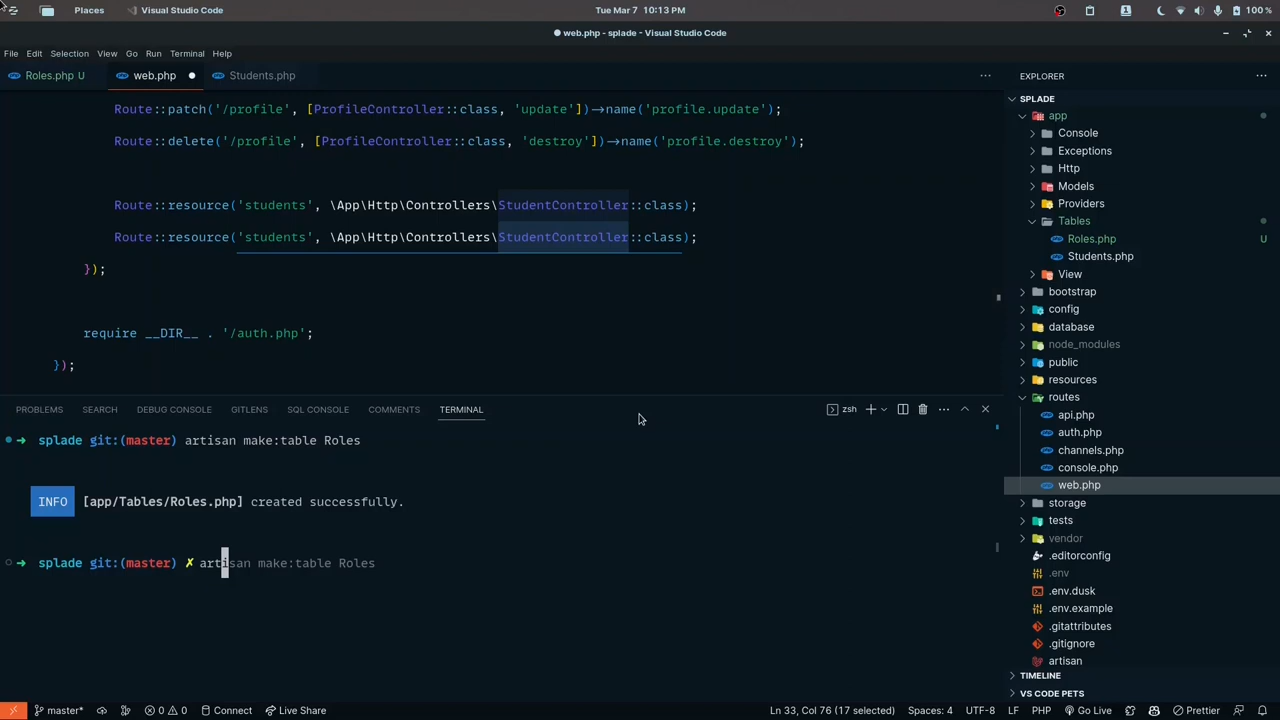 Places
Visual Studio Code
Tue Mar 7 10:13 PM
100 %
web.php - splade - Visual Studio Code
File Edit Selection View Go Run Terminal Help
Roles.php U
web.php
Students.php
Route::patch('/profile', [ProfileController::class, 'update'])->name('profile.update');
Route::delete('/profile', [ProfileController::class, 'destroy'])->name('profile.destroy');
Route::resource('students', \App\Http\Controllers\StudentController::class);
Route::resource('students', \App\Http\Controllers\StudentController::class);
});
require __DIR__ . '/auth.php';
});
PROBLEMS SEARCH DEBUG CONSOLE GITLENS SQL CONSOLE COMMENTS TERMINAL
zsh
splade git:(master) artisan make:table Roles
INFO [app/Tables/Roles.php] created successfully.
splade git:(master) ✗ artisan make:table Roles
EXPLORER
SPLADE
app
Console
Exceptions
Http
Models
Providers
Tables
Roles.php U
Students.php
View
bootstrap
config
database
node_modules
public
resources
routes
api.php
auth.php
channels.php
console.php
web.php
storage
tests
vendor
.editorconfig
.env
.env.dusk
.env.example
.gitattributes
.gitignore
artisan
TIMELINE
VS CODE PETS
master* 0 0 Connect Live Share Ln 33, Col 76 (17 selected) Spaces: 4 UTF-8 LF PHP Go Live Prettier